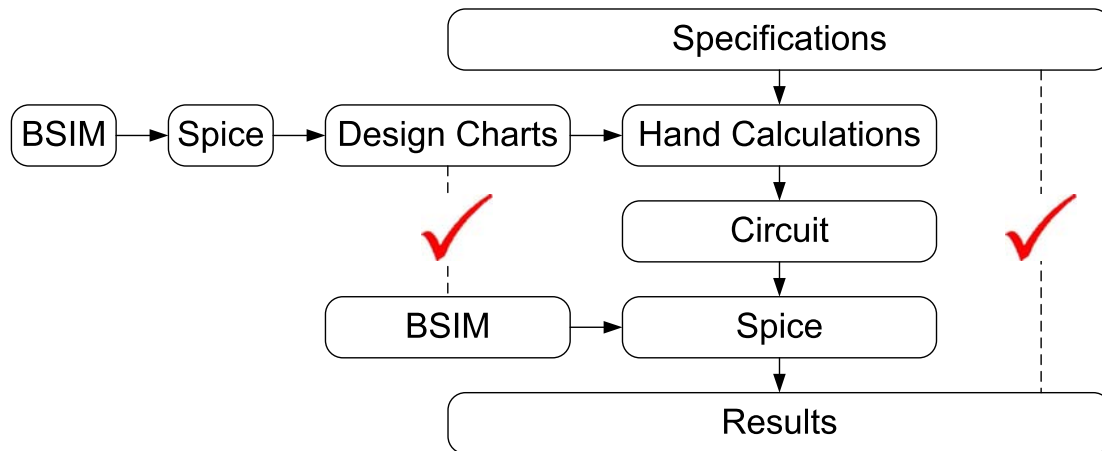 Specifications
BSIM
Spice
Design Charts
Hand Calculations
Circuit
BSIM
Spice
Results